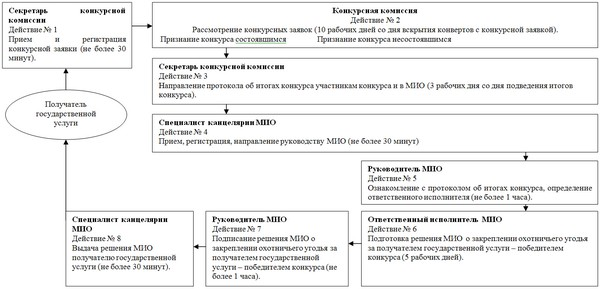 Секретарь конкурсной
комиссии
Действие № 1
Прием и регистрация
конкурсной заявки (не более 30
минут).
Конкурсная комиссия
Действие № 2
Рассмотрение конкурсных заявок (10 рабочих дней со дня вскрытия конвертов с конкурсной заявкой).
Признание конкурса состоявшимся Признание конкурса несостоявшимся
Секретарь конкурсной комиссии
Действие № 3
Направление протокола об итогах конкурса участникам конкурса и в МИО (3 рабочих дня со дня подведения итогов
конкурса).
Получатель
государственной
услуги
Специалист канцелярии МИО
Действие № 4
Прием, регистрация, направление руководству МИО (не более 30 минут)
Руководитель МИО
Действие № 5
Ознакомление с протоколом об итогах конкурса, определение
ответственного исполнителя (не более 1 часа).
Ответственный исполнитель МИО
Действие № 6
Подготовка решения МИО о закреплении охотничьего угодья
за получателем государственной услуги – победителем
конкурса (5 рабочих дней).
Руководитель МИО
Действие № 7
Подписание решения МИО о
закреплении охотничьего угодья
за получателем государственной
услуги – победителем
конкурса (не
более 1 часа).
Специалист канцелярии
МИО
Действие № 8
Выдача решения МИО
получателю государственной
услуги (не более 30 минут).